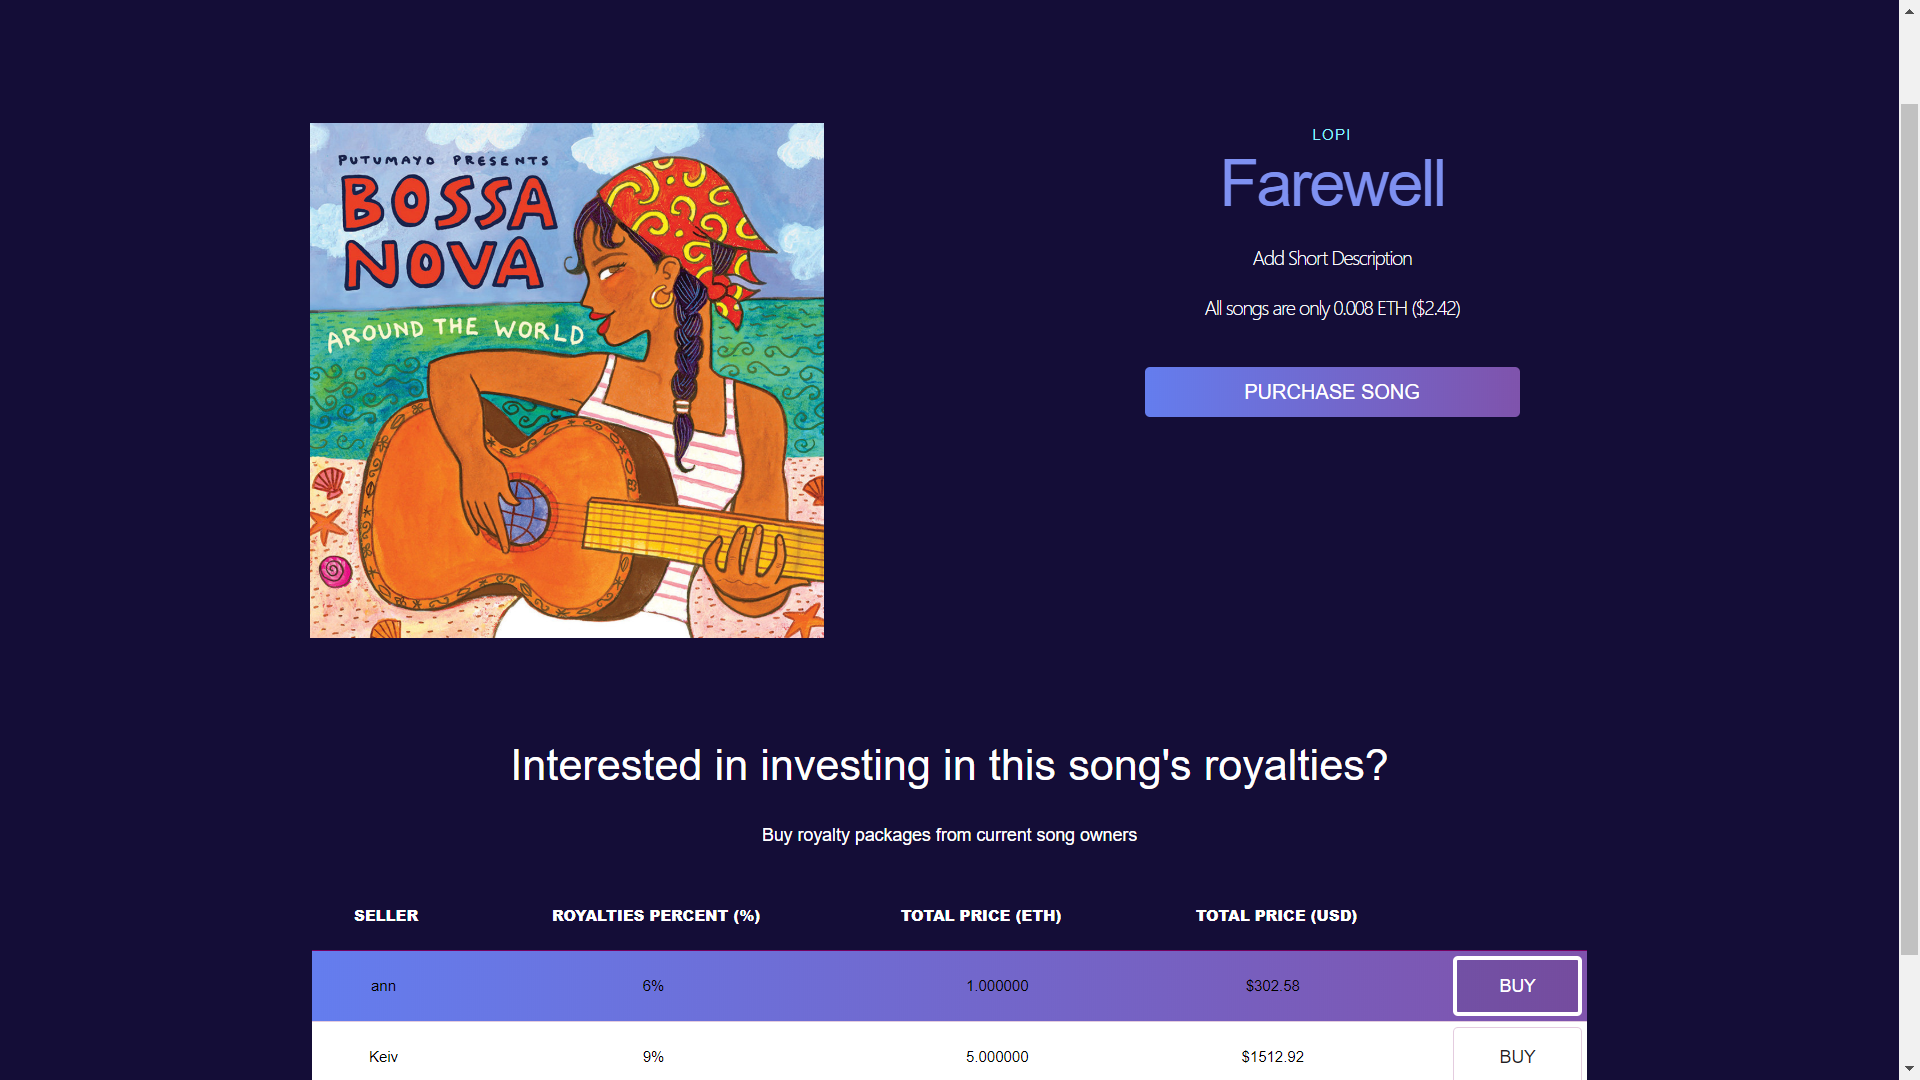 PUTUMAYO PRESENTS
BOSSA
NOVA
AROUND THE WORLD
LOPI
Farewell
Add Short Description
All songs are only 0.008 ETH ($2.42)
PURCHASE SONG
Interested in investing in this song's royalties?
Buy royalty packages from current song owners
SELLER ROYALTIES PERCENT (%) TOTAL PRICE (ETH) TOTAL PRICE (USD)
ann 6% 1.000000 $302.58 BUY
Keiv 9% 5.000000 $1512.92 BUY